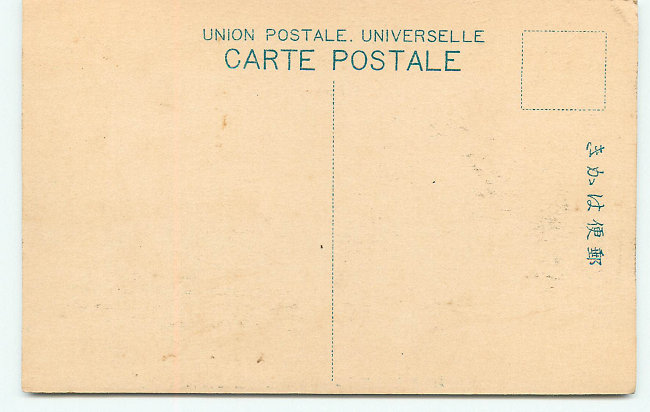 UNION POSTALE. UNIVERSELLE
CARTE POSTALE
きかは便郵